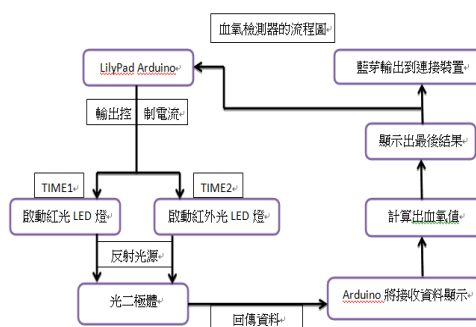 血氧檢測器的流程圖
LilyPad Arduino
藍芽輸出到連接裝置
輸出控 制電流
顯示出最後結果
TIME1
TIME2
啟動紅光 LED 燈
啟動紅外光 LED 燈
計算出血氧值
反射光源
光二極體
Arduino 將接收資料顯示
回傳資料